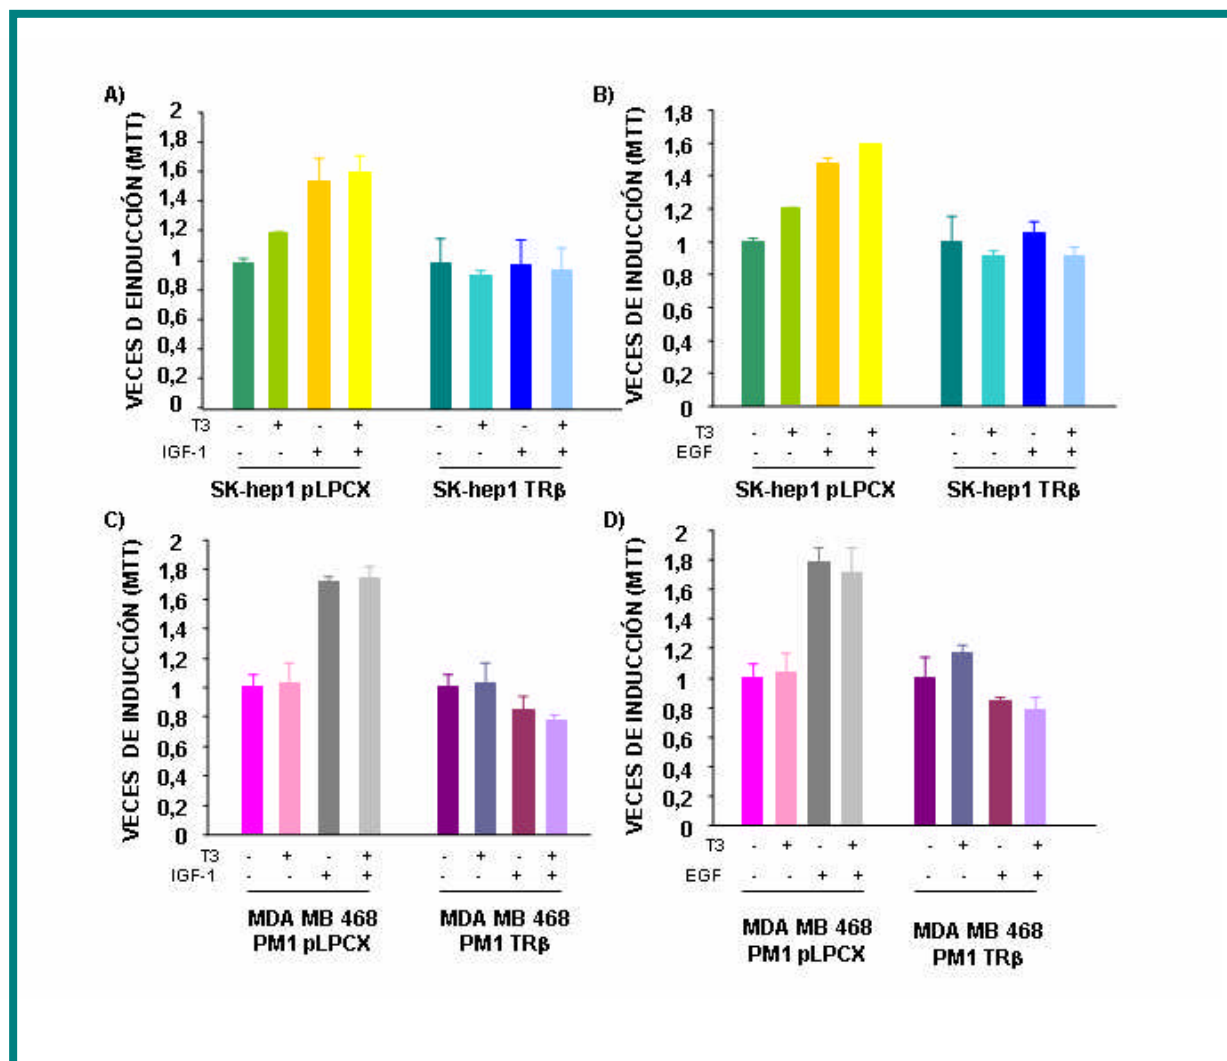 A)
VECES D EINDUCCIÓN (MTT)
2
1,8
1,6
1,4
1,2
1
0,8
0,6
0,4
0,2
0
T3 - + - + - + - +
IGF-1 - - + + - - + +
SK-hep1 pLPCX SK-hep1 TRβ
B)
VECES DE INDUCCIÓN (MTT)
1,8
1,6
1,4
1,2
1
0,8
0,6
0,4
0,2
0
T3 - + - + - + - +
EGF - - + + - - + +
SK-hep1 pLPCX SK-hep1 TRβ
C)
VECES DE INDUCCIÓN (MTT)
2
1,8
1,6
1,4
1,2
1
0,8
0,6
0,4
0,2
0
T3 - + - + - + - +
IGF-1 - - + + - - + +
MDA MB 468 MDA MB 468
PM1 pLPCX PM1 TRβ
D)
VECES DE INDUCCIÓN (MTT)
2
1,8
1,6
1,4
1,2
1
0,8
0,6
0,4
0,2
0
T3 - + - + - + - +
EGF - - + + - - + +
MDA MB 468 MDA MB 468
PM1 pLPCX PM1 TRβ